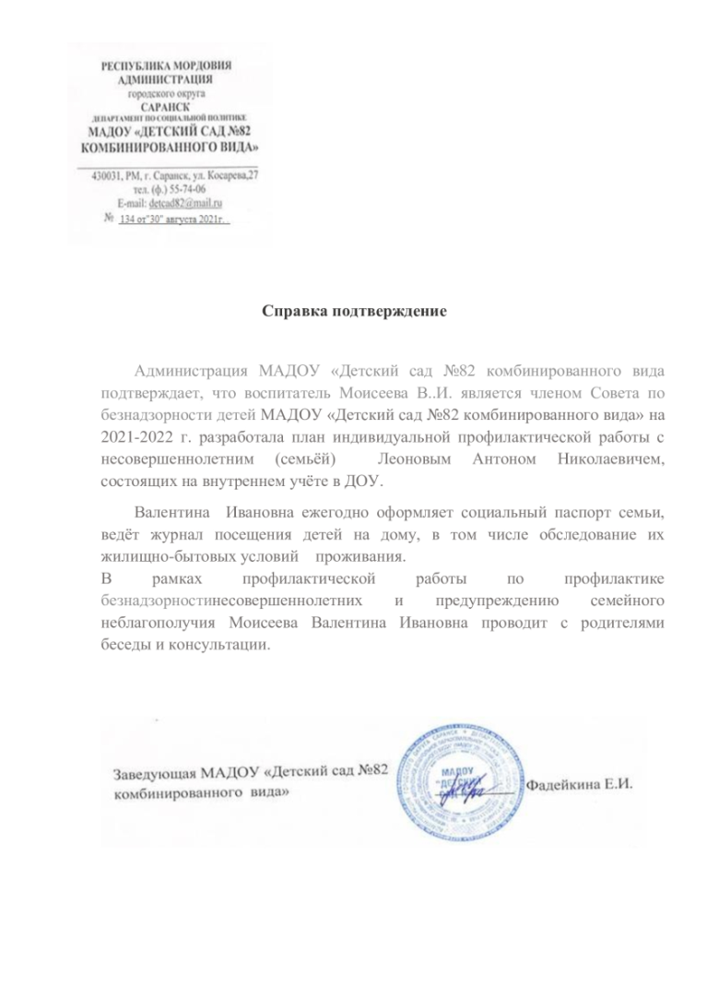 РЕСПУБЛИКА МОРДОВИЯ
АДМИНИСТРАЦИЯ
городского округа
САРАНСК
ДЕПАРТАМЕНТ ПО СОЦИАЛЬНОЙ ПОЛИТИКЕ
МАДОУ «ДЕТСКИЙ САД №82
КОМБИНИРОВАННОГО ВИДА»
430031, РМ, г. Саранск, ул. Косарева,27
тел. (ф.) 55-74-06
E-mail: detcad82@mail.ru
№ 134 от"30" августа 2021г.
Справка подтверждение
Администрация МАДОУ «Детский сад №82 комбинированного вида
подтверждает, что воспитатель Моисеева В..И. является членом Совета по
безнадзорности детей МАДОУ «Детский сад №82 комбинированного вида» на
2021-2022 г. разработала план индивидуальной профилактической работы с
несовершеннолетним (семьёй) Леоновым Антоном Николаевичем,
состоящих на внутреннем учёте в ДОУ.
Валентина Ивановна ежегодно оформляет социальный паспорт семьи,
ведёт журнал посещения детей на дому, в том числе обследование их
жилищно-бытовых условий проживания.
В рамках профилактической работы по профилактике
безнадзорностинесовершеннолетних и предупреждению семейного
неблагополучия Моисеева Валентина Ивановна проводит с родителями
беседы и консультации.
Заведующая МАДОУ «Детский сад №82
комбинированного вида»
МАДОУ
"ДЕТСКИЙ
Фадейкина Е.И.